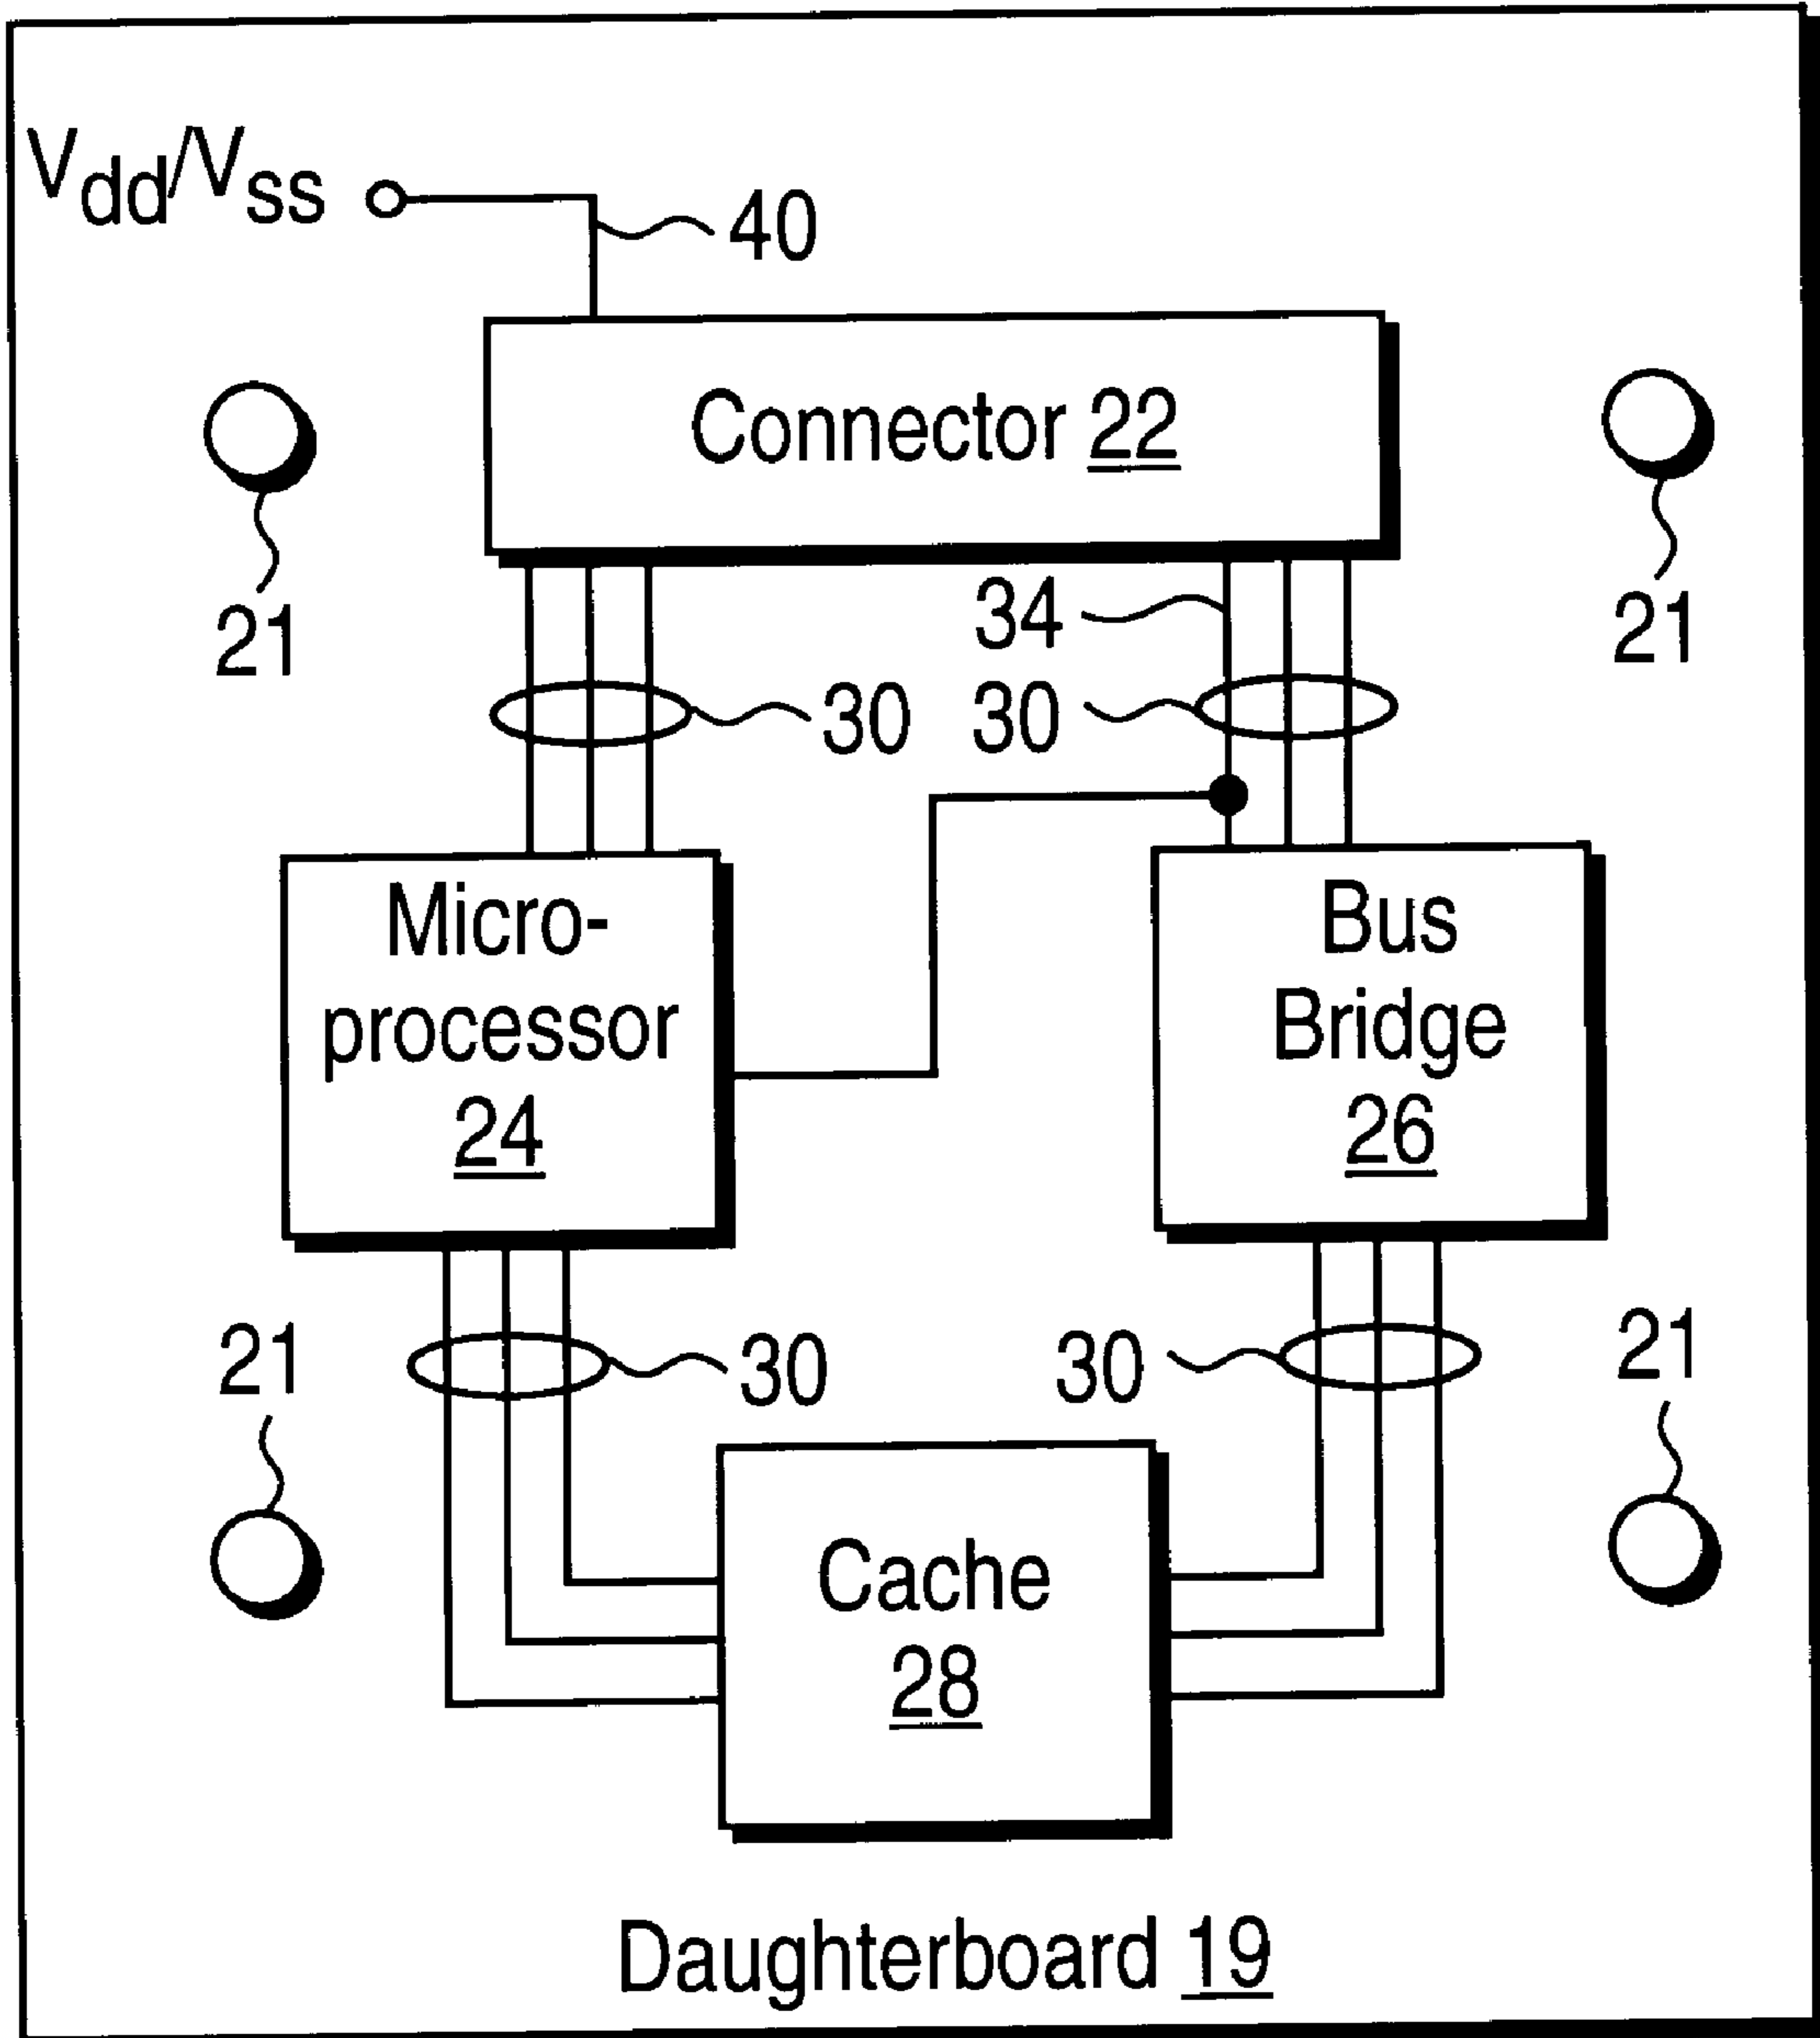 Vdd/Vss
40
Connector 22
21
21
34
30
30
Micro-
processor
24
Bus
Bridge
26
21
30
30
21
Cache
28
Daughterboard 19